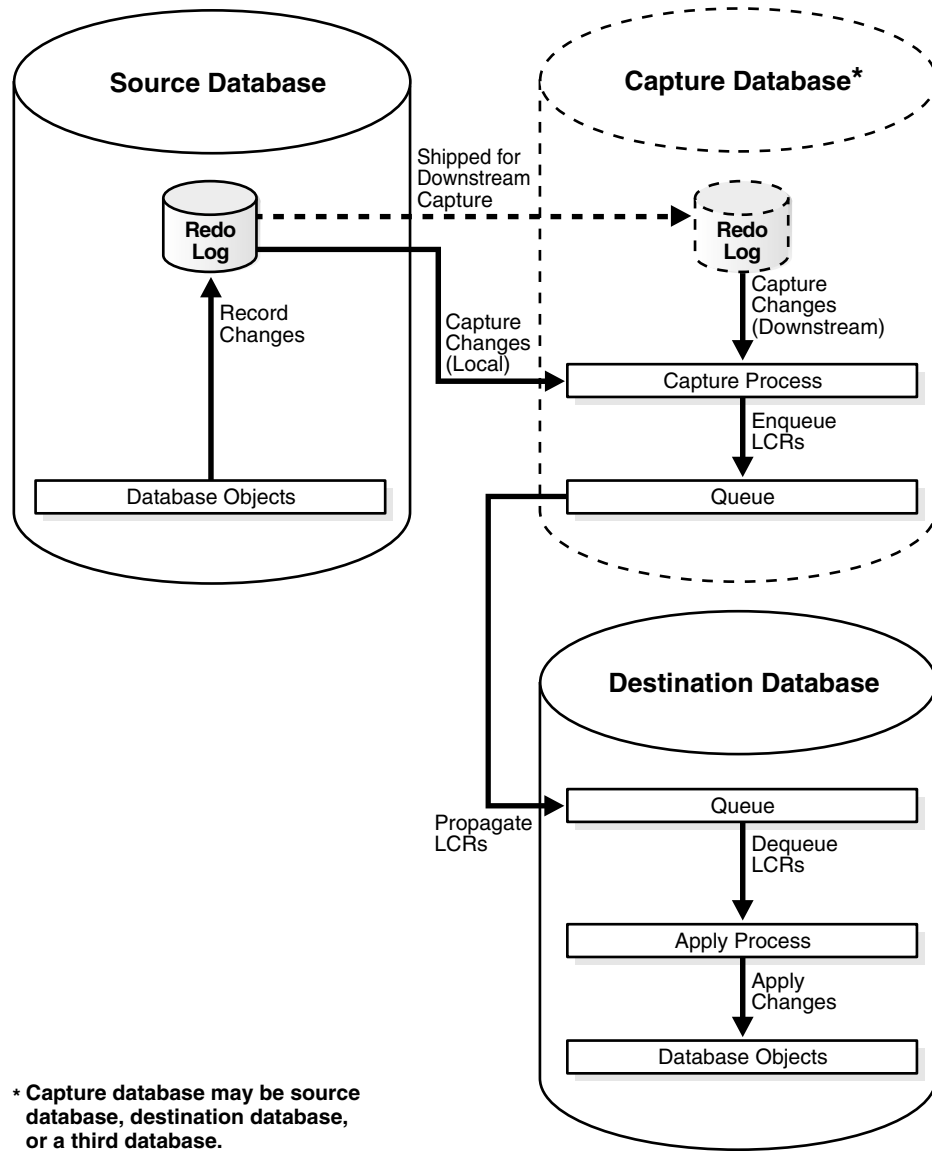 Source Database
Capture Database*
Shipped for
Downstream
Capture
Redo
Log
Redo
Log
Record
Changes
Capture
Changes
(Local)
Capture
Changes
(Downstream)
Capture Process
Enqueue
LCRs
Database Objects
Queue
Destination Database
Queue
Propagate
LCRs
Dequeue
LCRs
Apply Process
Apply
Changes
Database Objects
* Capture database may be source
database, destination database,
or a third database.